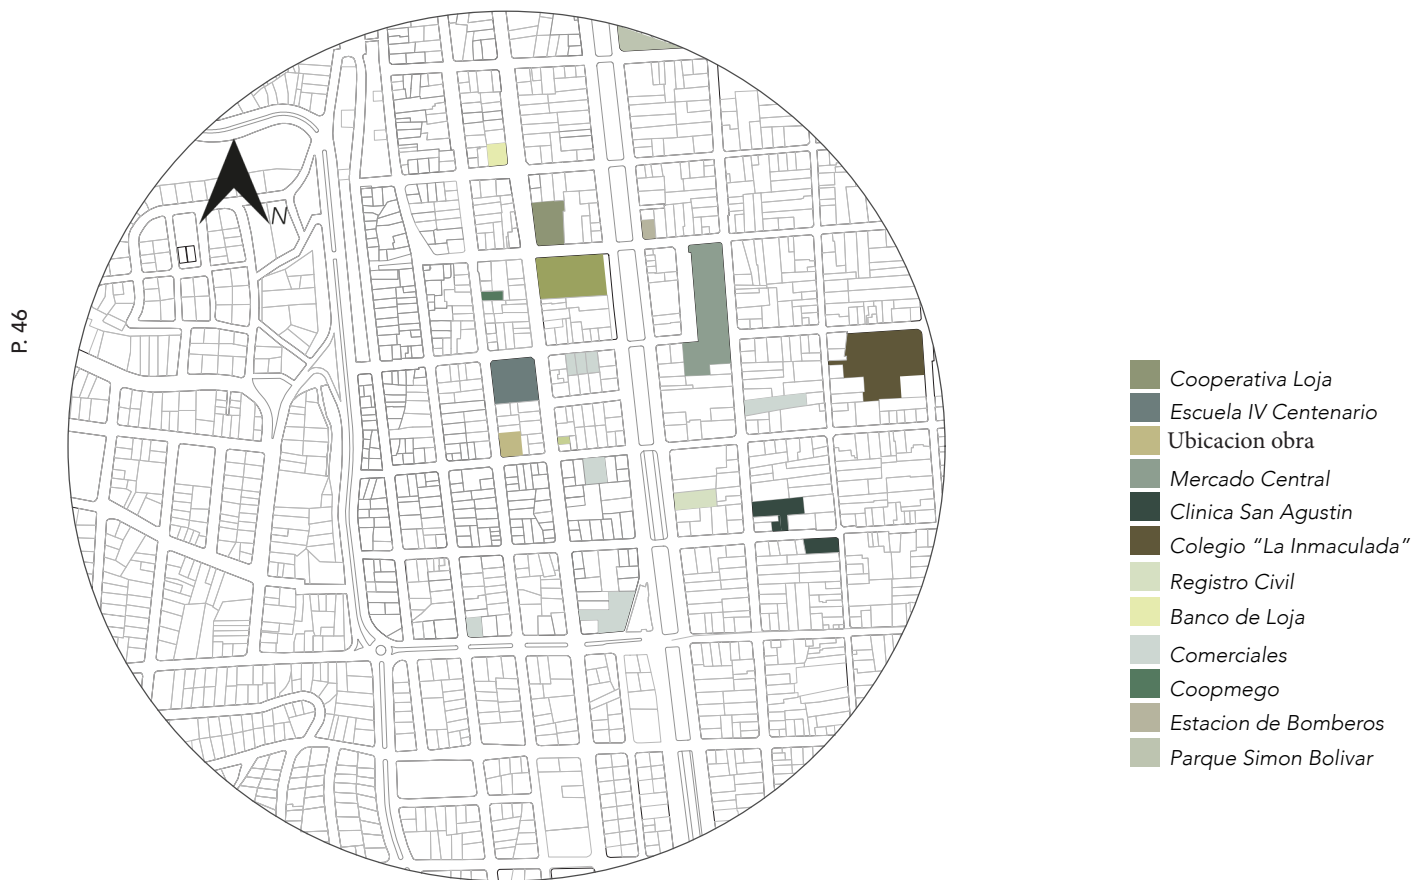 P. 46
N
Cooperativa Loja
Escuela IV Centenario
Ubicacion obra
Mercado Central
Clinica San Agustin
Colegio “La Inmaculada”
Registro Civil
Banco de Loja
Comerciales
Coopmego
Estacion de Bomberos
Parque Simon Bolivar